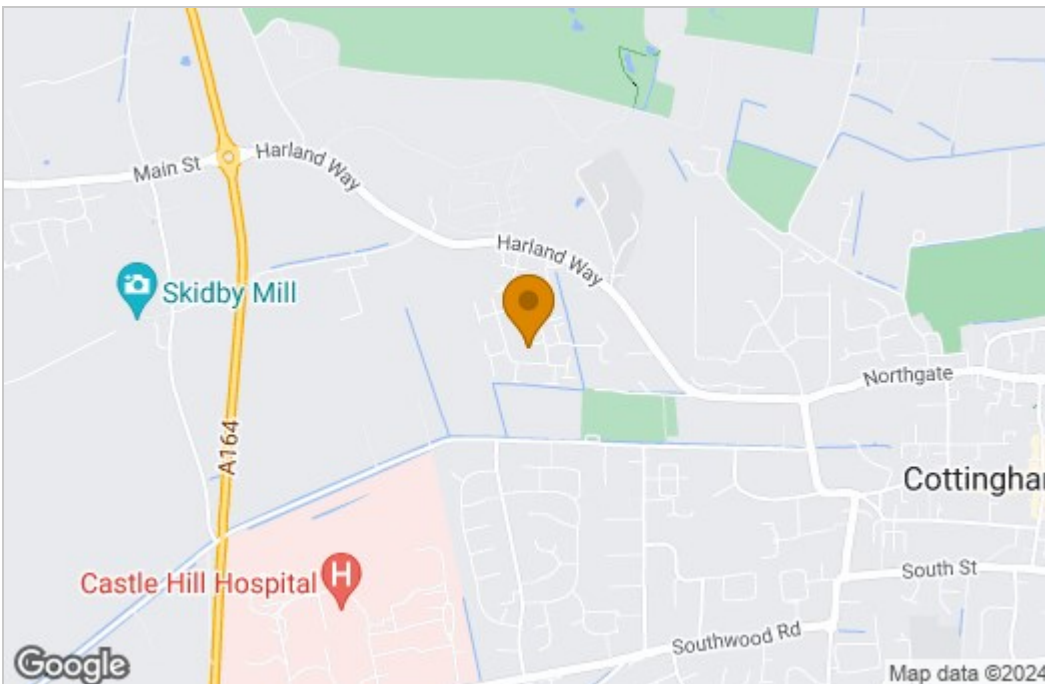 Main St
Harland Way
Harland Way
Skidby Mill
Northgate
A164
Cottinghar
Castle Hill Hospital
H
South St
Southwood Rd
Google
Map data ©2024